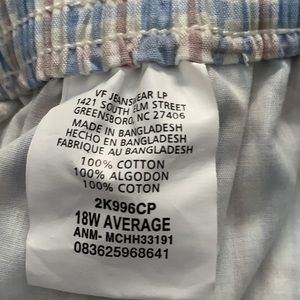 VF JEANSWEAR LP
1421 SOUTH ELM STREET
GREENSBORO, NC 27406
MADE IN BANGLADESH
HECHO EN BANGLADESH
FABRIQUE AU BANGLADESH
100% COTTON
100% ALGODON
100% COTON
2K996CP
18W AVERAGE
ANM- MCHH33191
083625968641